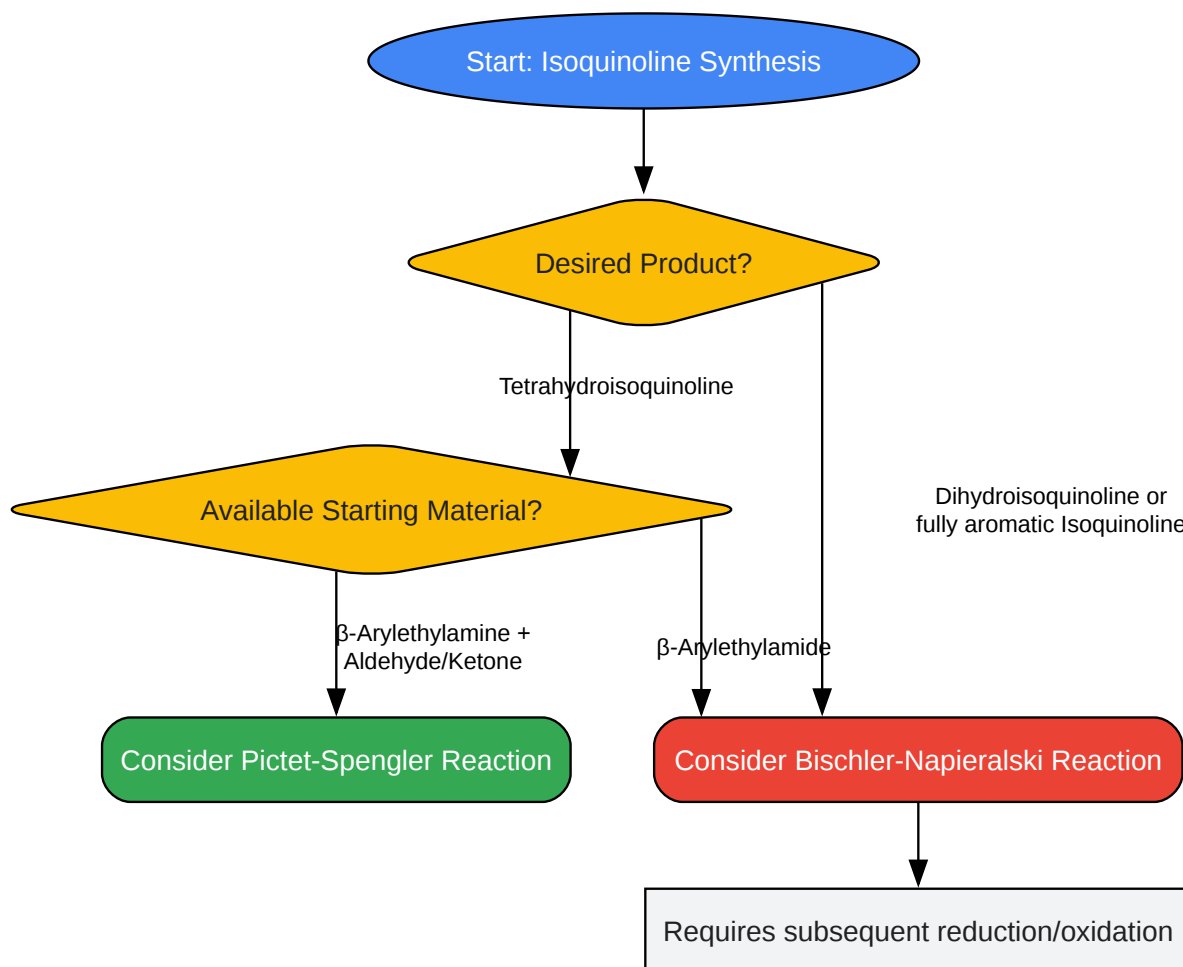 Start: Isoquinoline Synthesis
Desired Product?
Tetrahydroisoquinoline
Available Starting Material?
Dihydroisoquinoline or
fully aromatic Isoquinoline
β-Arylethylamine +
Aldehyde/Ketone
β-Arylethylamide
Consider Pictet-Spengler Reaction
Consider Bischler-Napieralski Reaction
Requires subsequent reduction/oxidation